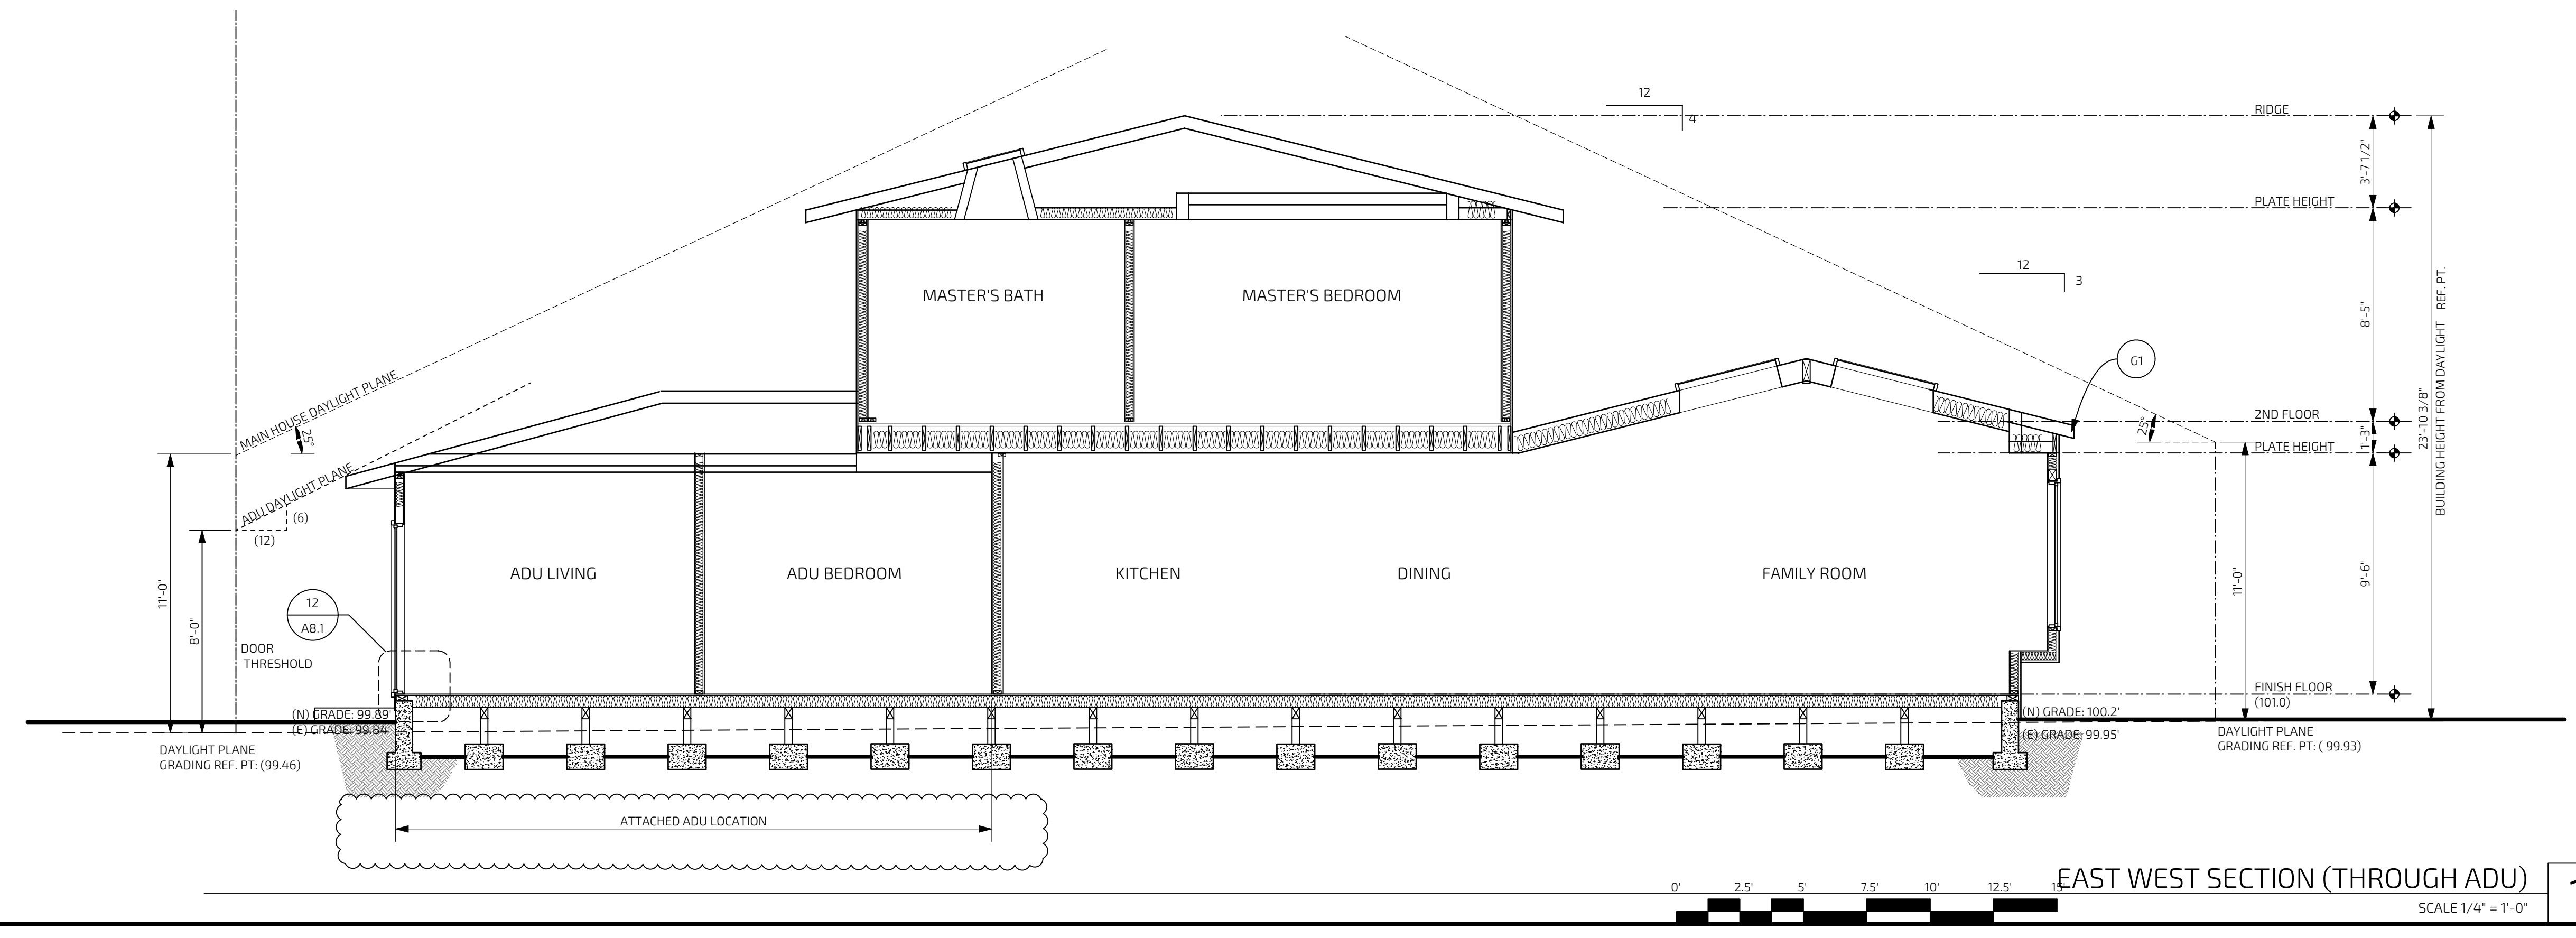 12
4
RIDGE
3'-7 1/2"
PLATE HEIGHT
12
3
MASTER'S BATH
MASTER'S BEDROOM
8'-5"
BUILDING HEIGHT FROM DAYLIGHT REF. PT.
23'-10 3/8"
G1
MAIN HOUSE DAYLIGHT PLANE
25°
25°
2ND FLOOR
1'-3"
PLATE HEIGHT
ADU DAYLIGHT PLANE
(6)
(12)
11'-0"
8'-0"
ADU LIVING
ADU BEDROOM
KITCHEN
DINING
FAMILY ROOM
11'-0"
9'-6"
12
A8.1
DOOR
THRESHOLD
FINISH FLOOR
(101.0)
(N) GRADE: 99.89'
(E) GRADE: 99.84'
(N) GRADE: 100.2'
(E) GRADE: 99.95'
DAYLIGHT PLANE
GRADING REF. PT: (99.46)
DAYLIGHT PLANE
GRADING REF. PT: ( 99.93)
ATTACHED ADU LOCATION
0' 2.5' 5' 7.5' 10' 12.5' 15'
EAST WEST SECTION (THROUGH ADU)
SCALE 1/4" = 1'-0"